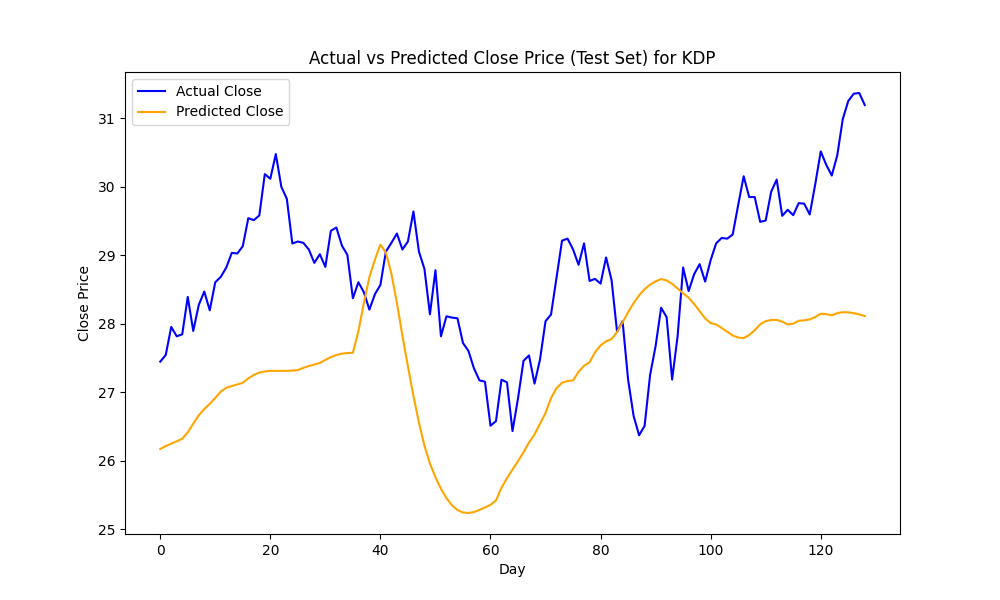 Actual vs Predicted Close Price (Test Set) for KDP
Actual Close
Predicted Close
Close Price
31
30
29
28
27
26
25
0 20 40 60 80 100 120
Day